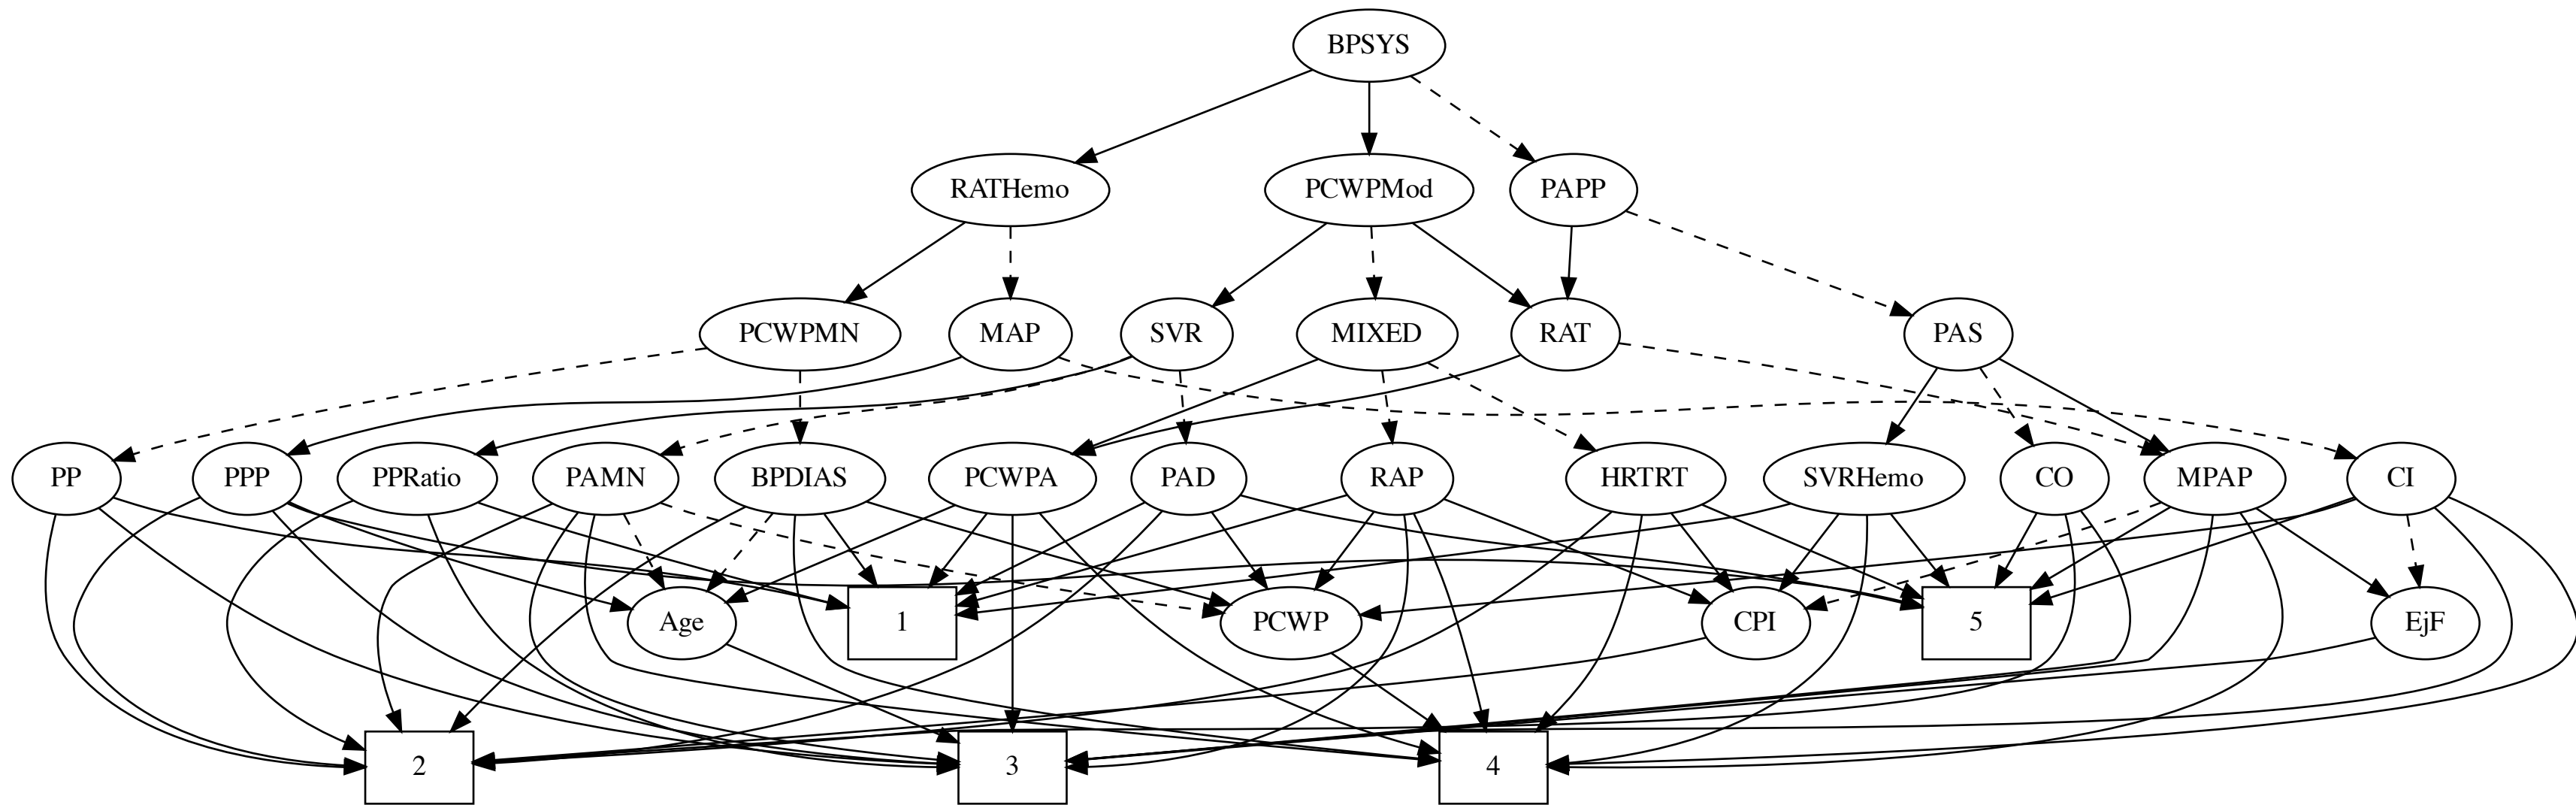 BPSYS
RATHemo
PCWPMod
PAPP
PCWPMN
MAP
SVR
MIXED
RAT
PAS
PP
PPP
PPRatio
PAMN
BPDIAS
PCWPA
PAD
RAP
HRTRT
SVRHemo
CO
MPAP
CI
Age
1
PCWP
CPI
5
EjF
2
3
4